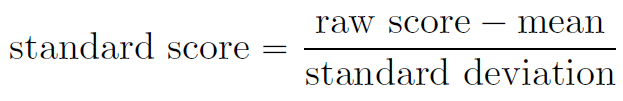 standard score = raw score − mean
standard deviation